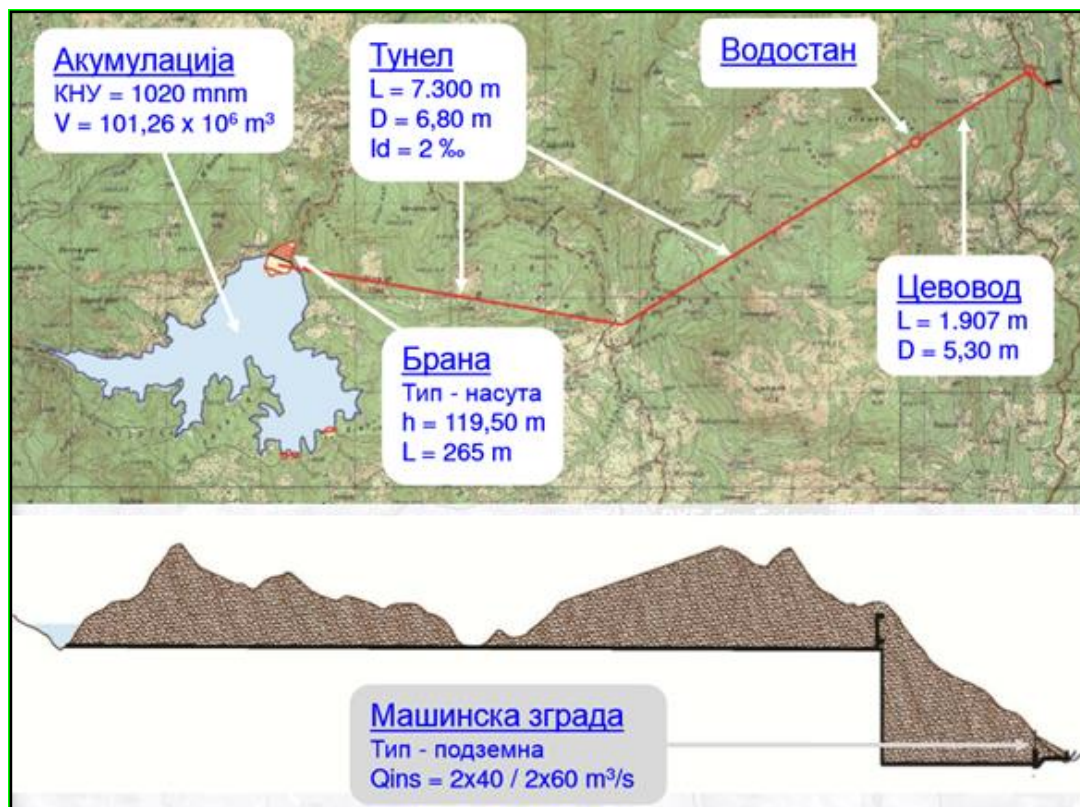 Акумулација
КНУ = 1020 mnm
V = 101,26 x 10⁶ m³
Тунел
L = 7.300 m
D = 6,80 m
Id = 2 ‰
Водостан
Цевовод
L = 1.907 m
D = 5,30 m
Брана
Тип - насута
h = 119,50 m
L = 265 m
Машинска зграда
Тип - подземна
Qins = 2x40 / 2x60 m³/s